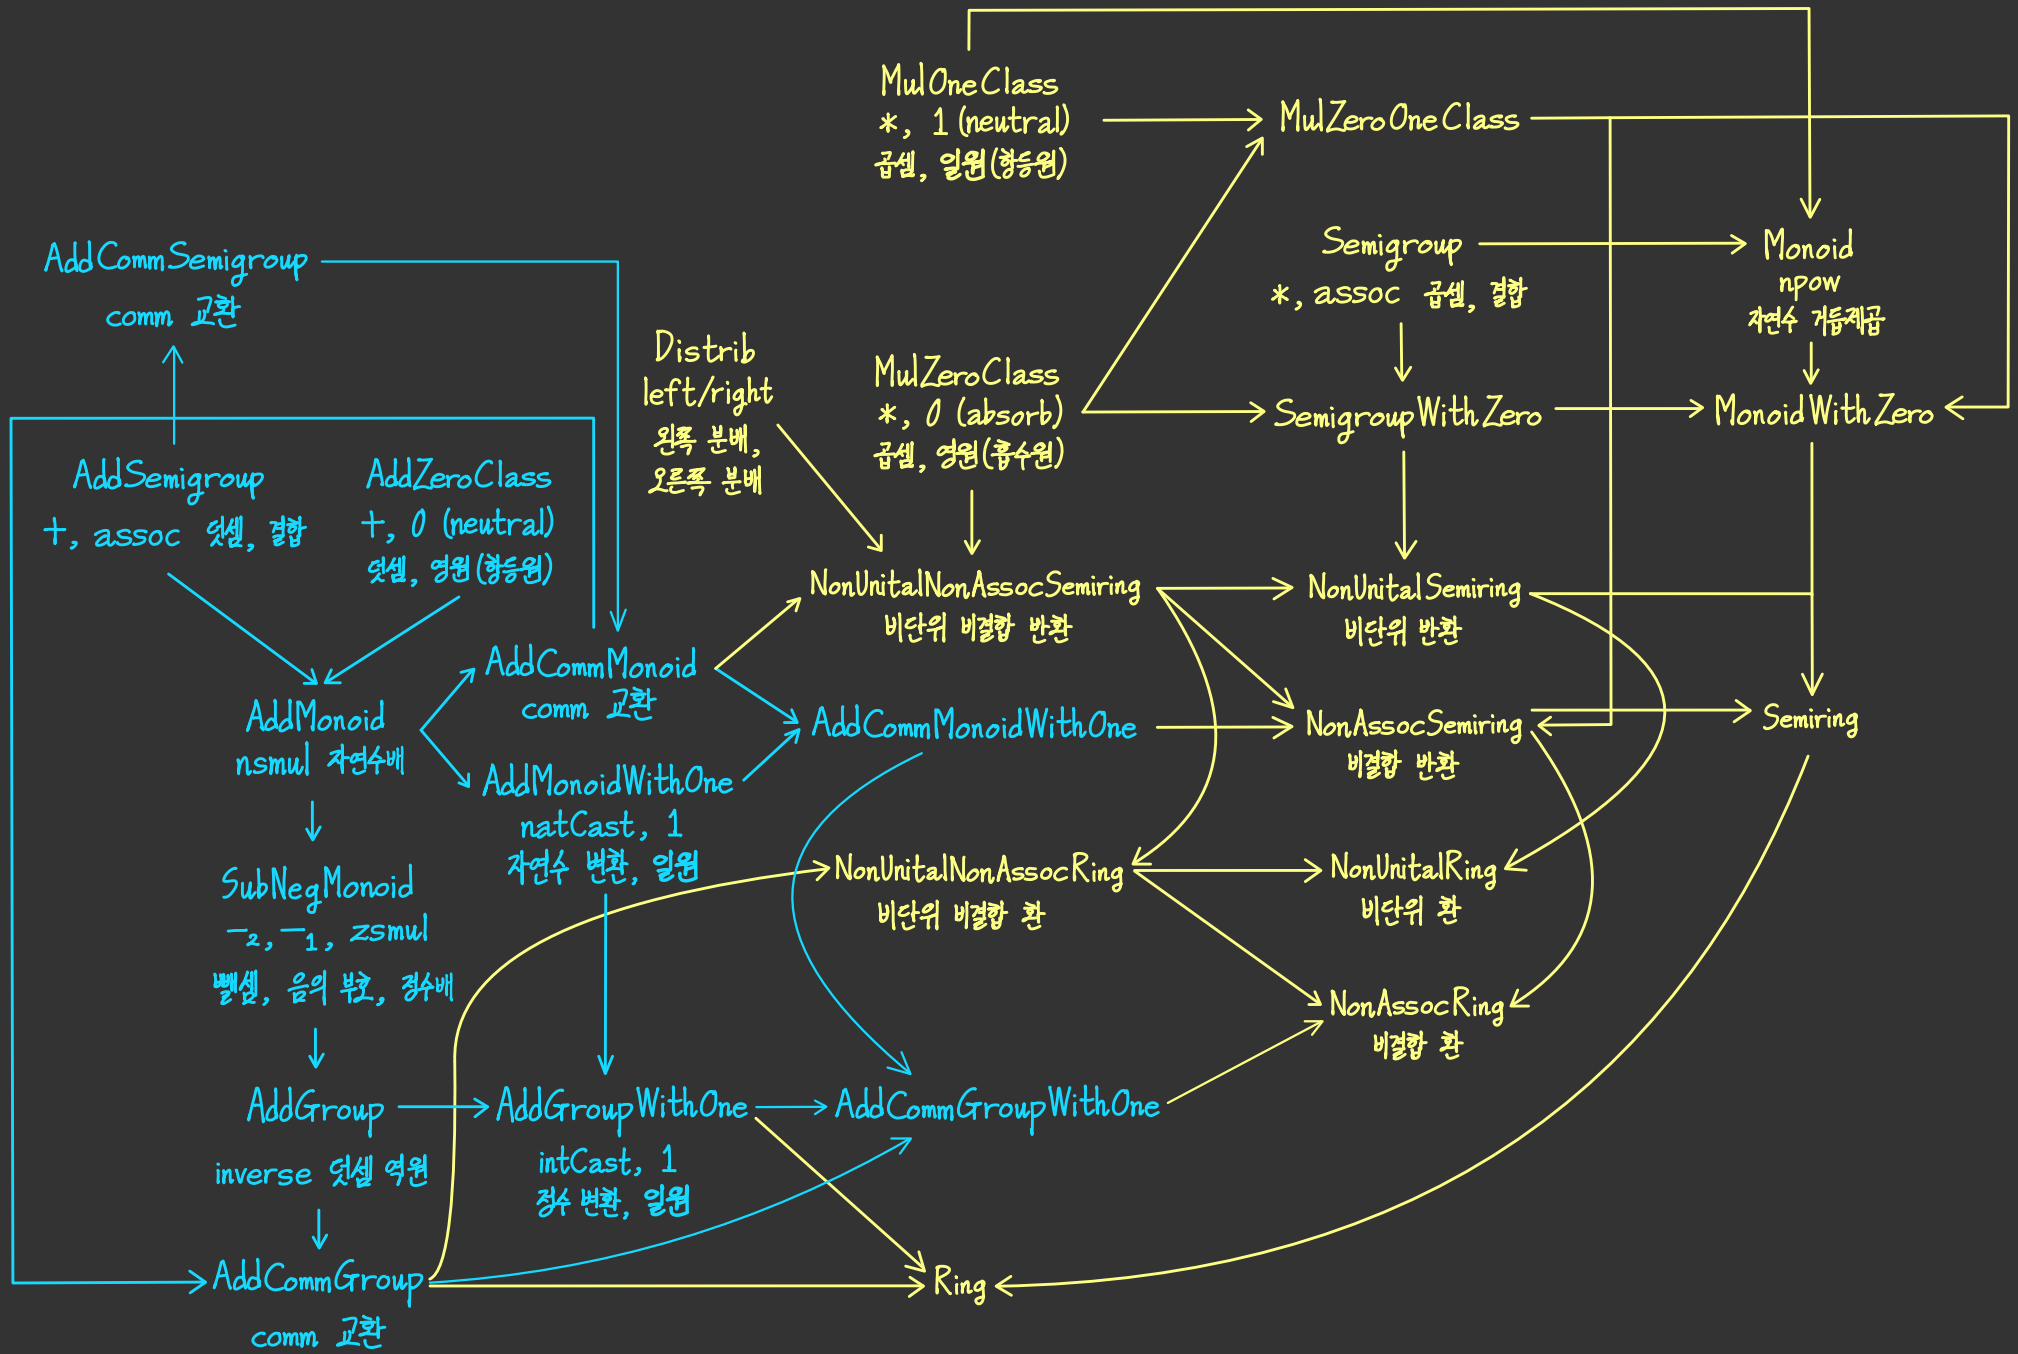 MulOneClass
*, 1 (neutral)
곱셈, 일원(항등원)
MulZeroOneClass
Semigroup
*, assoc 곱셈, 결합
Monoid
npow
자연수 거듭제곱
AddCommSemigroup
comm 교환
Distrib
left/right
왼쪽 분배,
오른쪽 분배
MulZeroClass
*, 0 (absorb)
곱셈, 영원(흡수원)
SemigroupWithZero
MonoidWithZero
AddSemigroup
+, assoc 덧셈, 결합
AddZeroClass
+, 0 (neutral)
덧셈, 영원(항등원)
NonUnitalNonAssocSemiring
비단위 비결합 반환
NonUnitalSemiring
비단위 반환
AddCommMonoid
comm 교환
AddMonoid
nsmul 자연수배
AddCommMonoidWithOne
NonAssocSemiring
비결합 반환
Semiring
AddMonoidWithOne
natCast, 1
자연수 변환, 일원
SubNegMonoid
−₂, −₁, zsmul
뺄셈, 음의 부호, 정수배
NonUnitalNonAssocRing
비단위 비결합 환
NonUnitalRing
비단위 환
NonAssocRing
비결합 환
AddGroup
inverse 덧셈 역원
AddGroupWithOne
intCast, 1
정수 변환, 일원
AddCommGroupWithOne
AddCommGroup
comm 교환
Ring